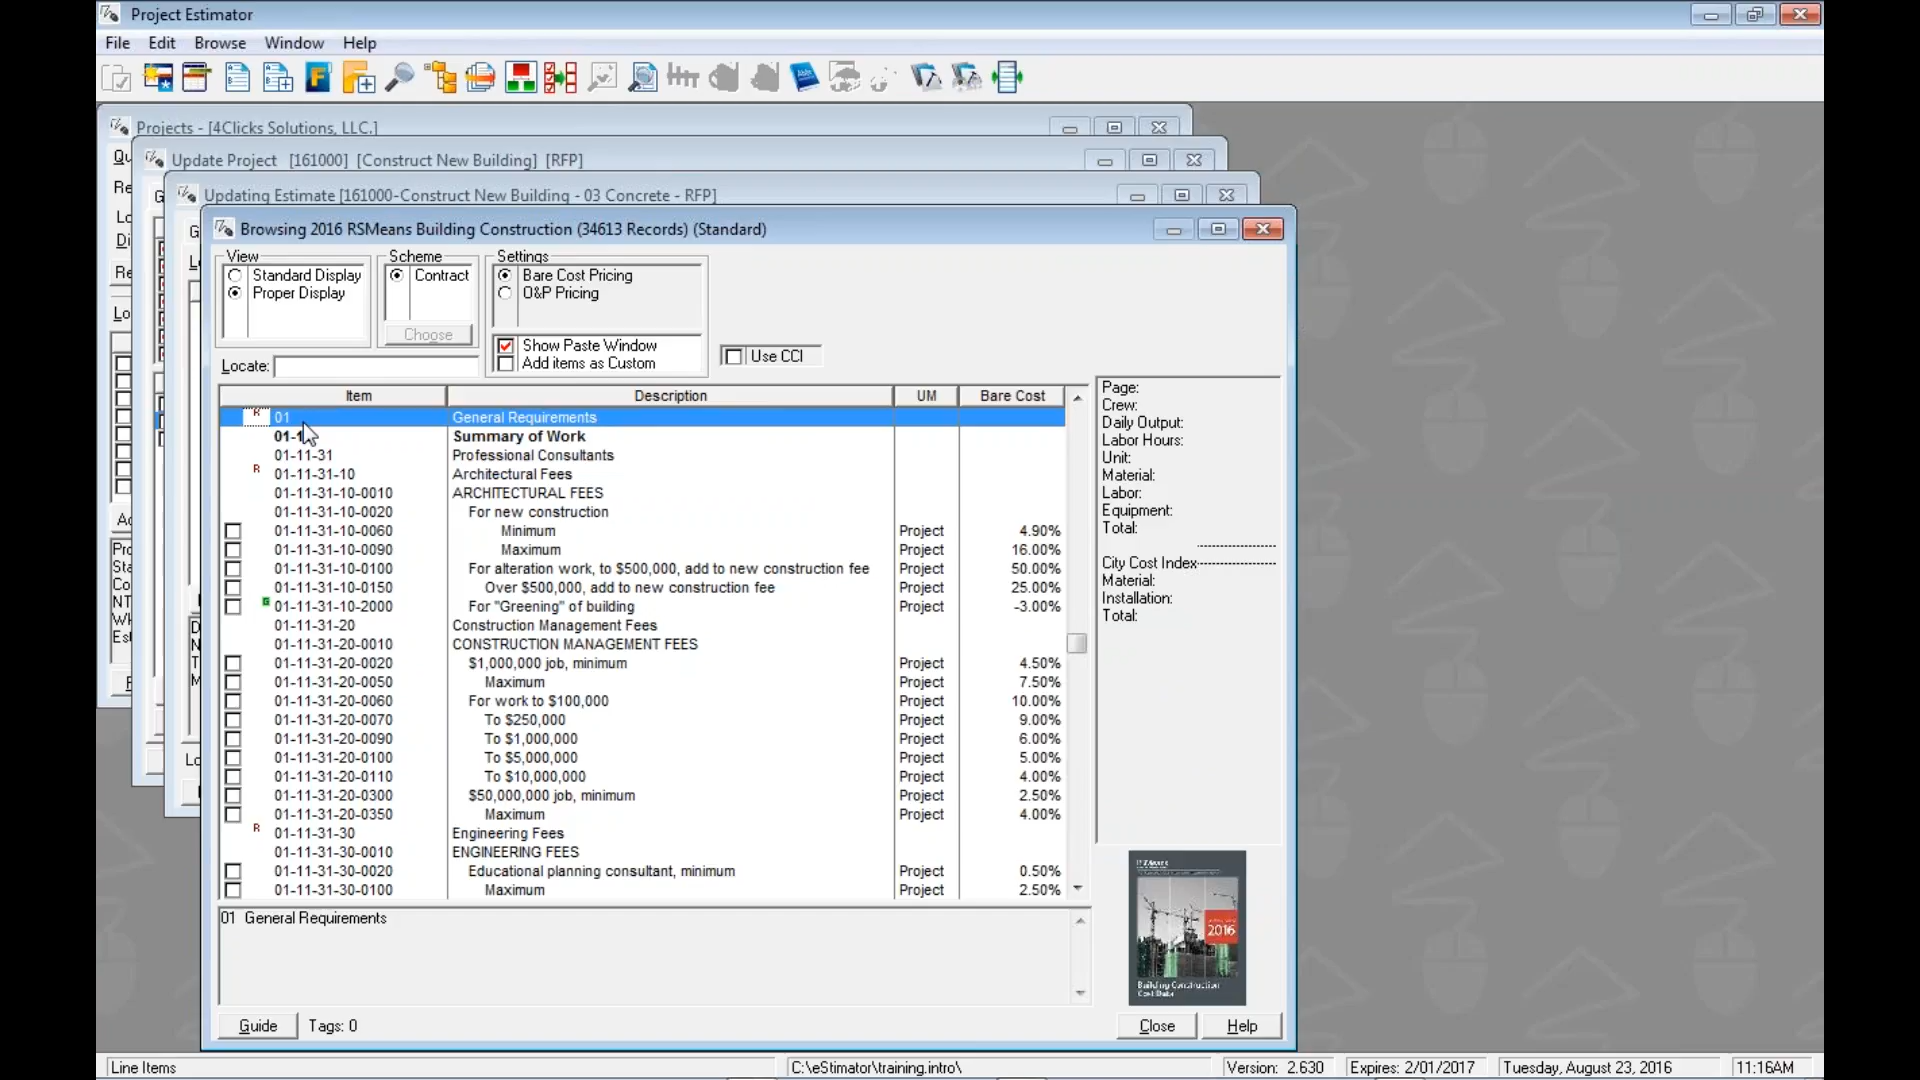 Project Estimator
File Edit Browse Window Help
Projects - [4Clicks Solutions, LLC.]
Update Project [161000] [Construct New Building] [RFP]
Updating Estimate [161000-Construct New Building - 03 Concrete - RFP]
Browsing 2016 RSMeans Building Construction (34613 Records) (Standard)
View
Standard Display
Proper Display
Scheme
Contract
Choose
Settings
Bare Cost Pricing
O&P Pricing
Show Paste Window
Add items as Custom
Use CCI
Locate:
Item Description UM Bare Cost
R 01 General Requirements
01-1 Summary of Work
01-11-31 Professional Consultants
R 01-11-31-10 Architectural Fees
01-11-31-10-0010 ARCHITECTURAL FEES
01-11-31-10-0020 For new construction
01-11-31-10-0060 Minimum Project 4.90%
01-11-31-10-0090 Maximum Project 16.00%
01-11-31-10-0100 For alteration work, to $500,000, add to new construction fee Project 50.00%
01-11-31-10-0150 Over $500,000, add to new construction fee Project 25.00%
G 01-11-31-10-2000 For "Greening" of building Project -3.00%
01-11-31-20 Construction Management Fees
01-11-31-20-0010 CONSTRUCTION MANAGEMENT FEES
01-11-31-20-0020 $1,000,000 job, minimum Project 4.50%
01-11-31-20-0050 Maximum Project 7.50%
01-11-31-20-0060 For work to $100,000 Project 10.00%
01-11-31-20-0070 To $250,000 Project 9.00%
01-11-31-20-0090 To $1,000,000 Project 6.00%
01-11-31-20-0100 To $5,000,000 Project 5.00%
01-11-31-20-0110 To $10,000,000 Project 4.00%
01-11-31-20-0300 $50,000,000 job, minimum Project 2.50%
01-11-31-20-0350 Maximum Project 4.00%
R 01-11-31-30 Engineering Fees
01-11-31-30-0010 ENGINEERING FEES
01-11-31-30-0020 Educational planning consultant, minimum Project 0.50%
01-11-31-30-0100 Maximum Project 2.50%
Page:
Crew:
Daily Output:
Labor Hours:
Unit:
Material:
Labor:
Equipment:
Total:
City Cost Index
Material:
Installation:
Total:
2016
Building Construction
Cost Data
01 General Requirements
Guide Tags: 0 Close Help
Line Items C:\eStimator\training.intro\ Version: 2.630 Expires: 2/01/2017 Tuesday, August 23, 2016 11:16AM